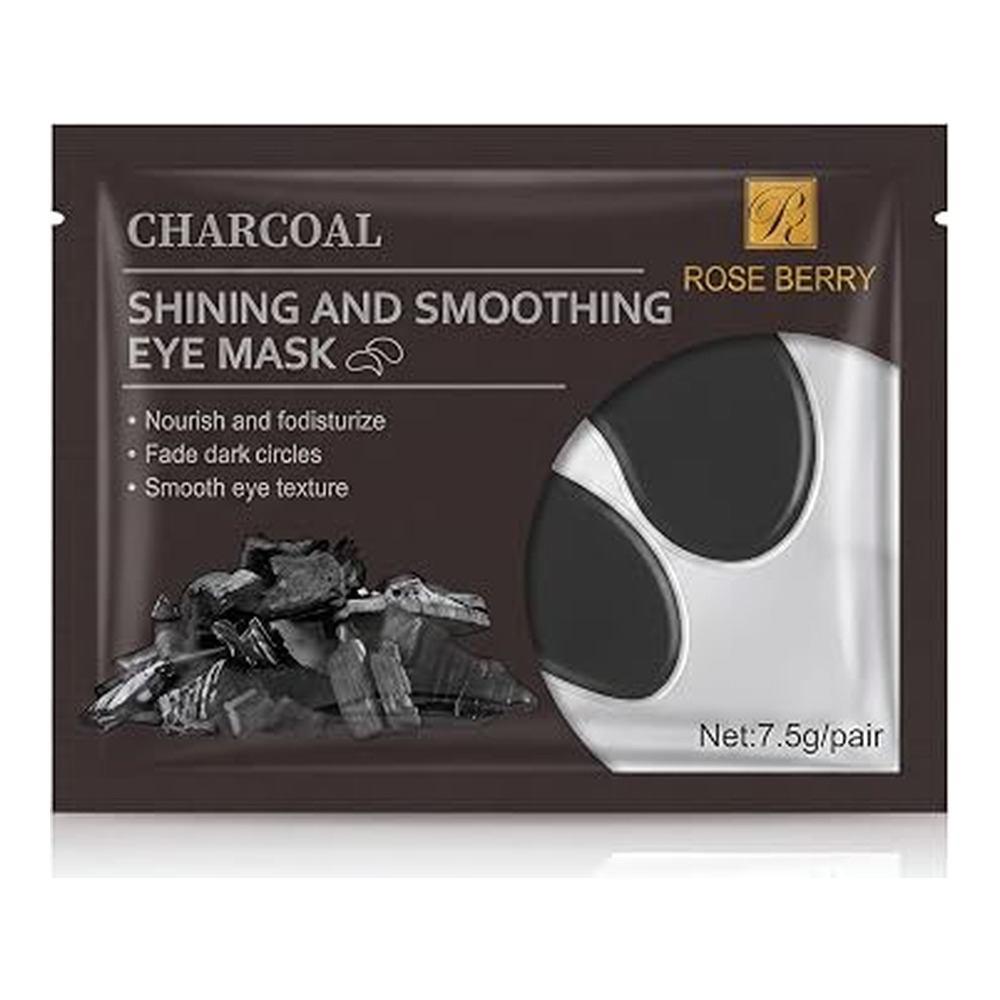 CHARCOAL
R
ROSE BERRY
SHINING AND SMOOTHING
EYE MASK
• Nourish and fodisturize
• Fade dark circles
• Smooth eye texture
Net:7.5g/pair